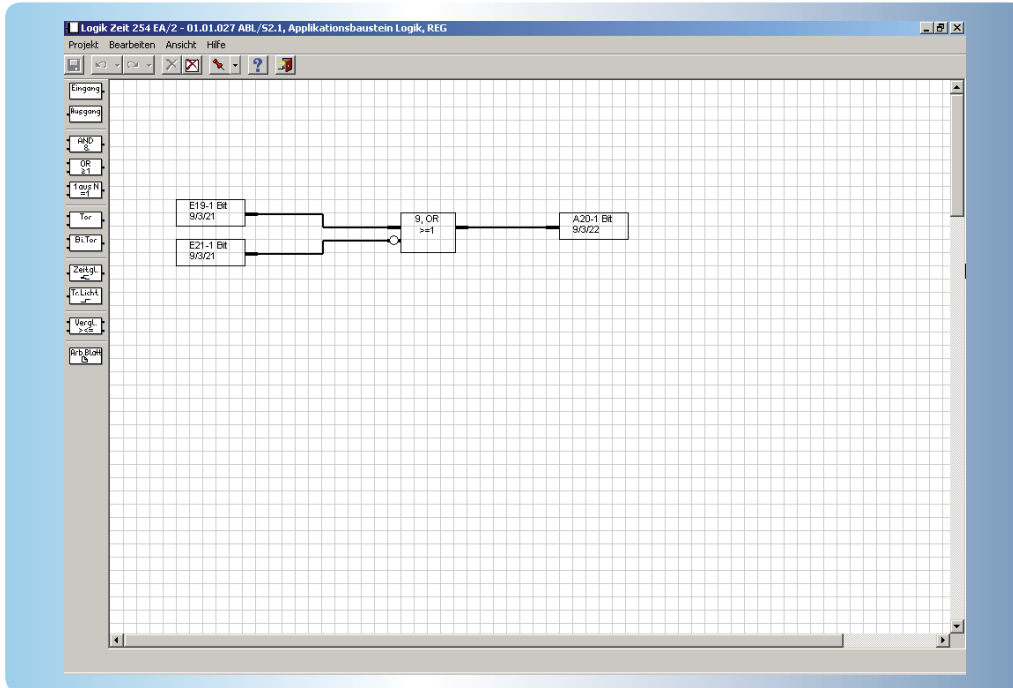 Logik Zeit 254 EA/2 - 01.01.027 ABL/S2.1, Applikationsbaustein Logik, REG
Projekt Bearbeiten Ansicht Hilfe
Eingang
Ausgang
AND
&
OR
≥1
1 aus N
=1
Tor
Bi.Tor
Zeitgl.
Tr.Licht
Vergl.
><=
Arb.Blatt
E19-1 Bit
9/3/21
E21-1 Bit
9/3/21
9, OR
>=1
A20-1 Bit
9/3/22